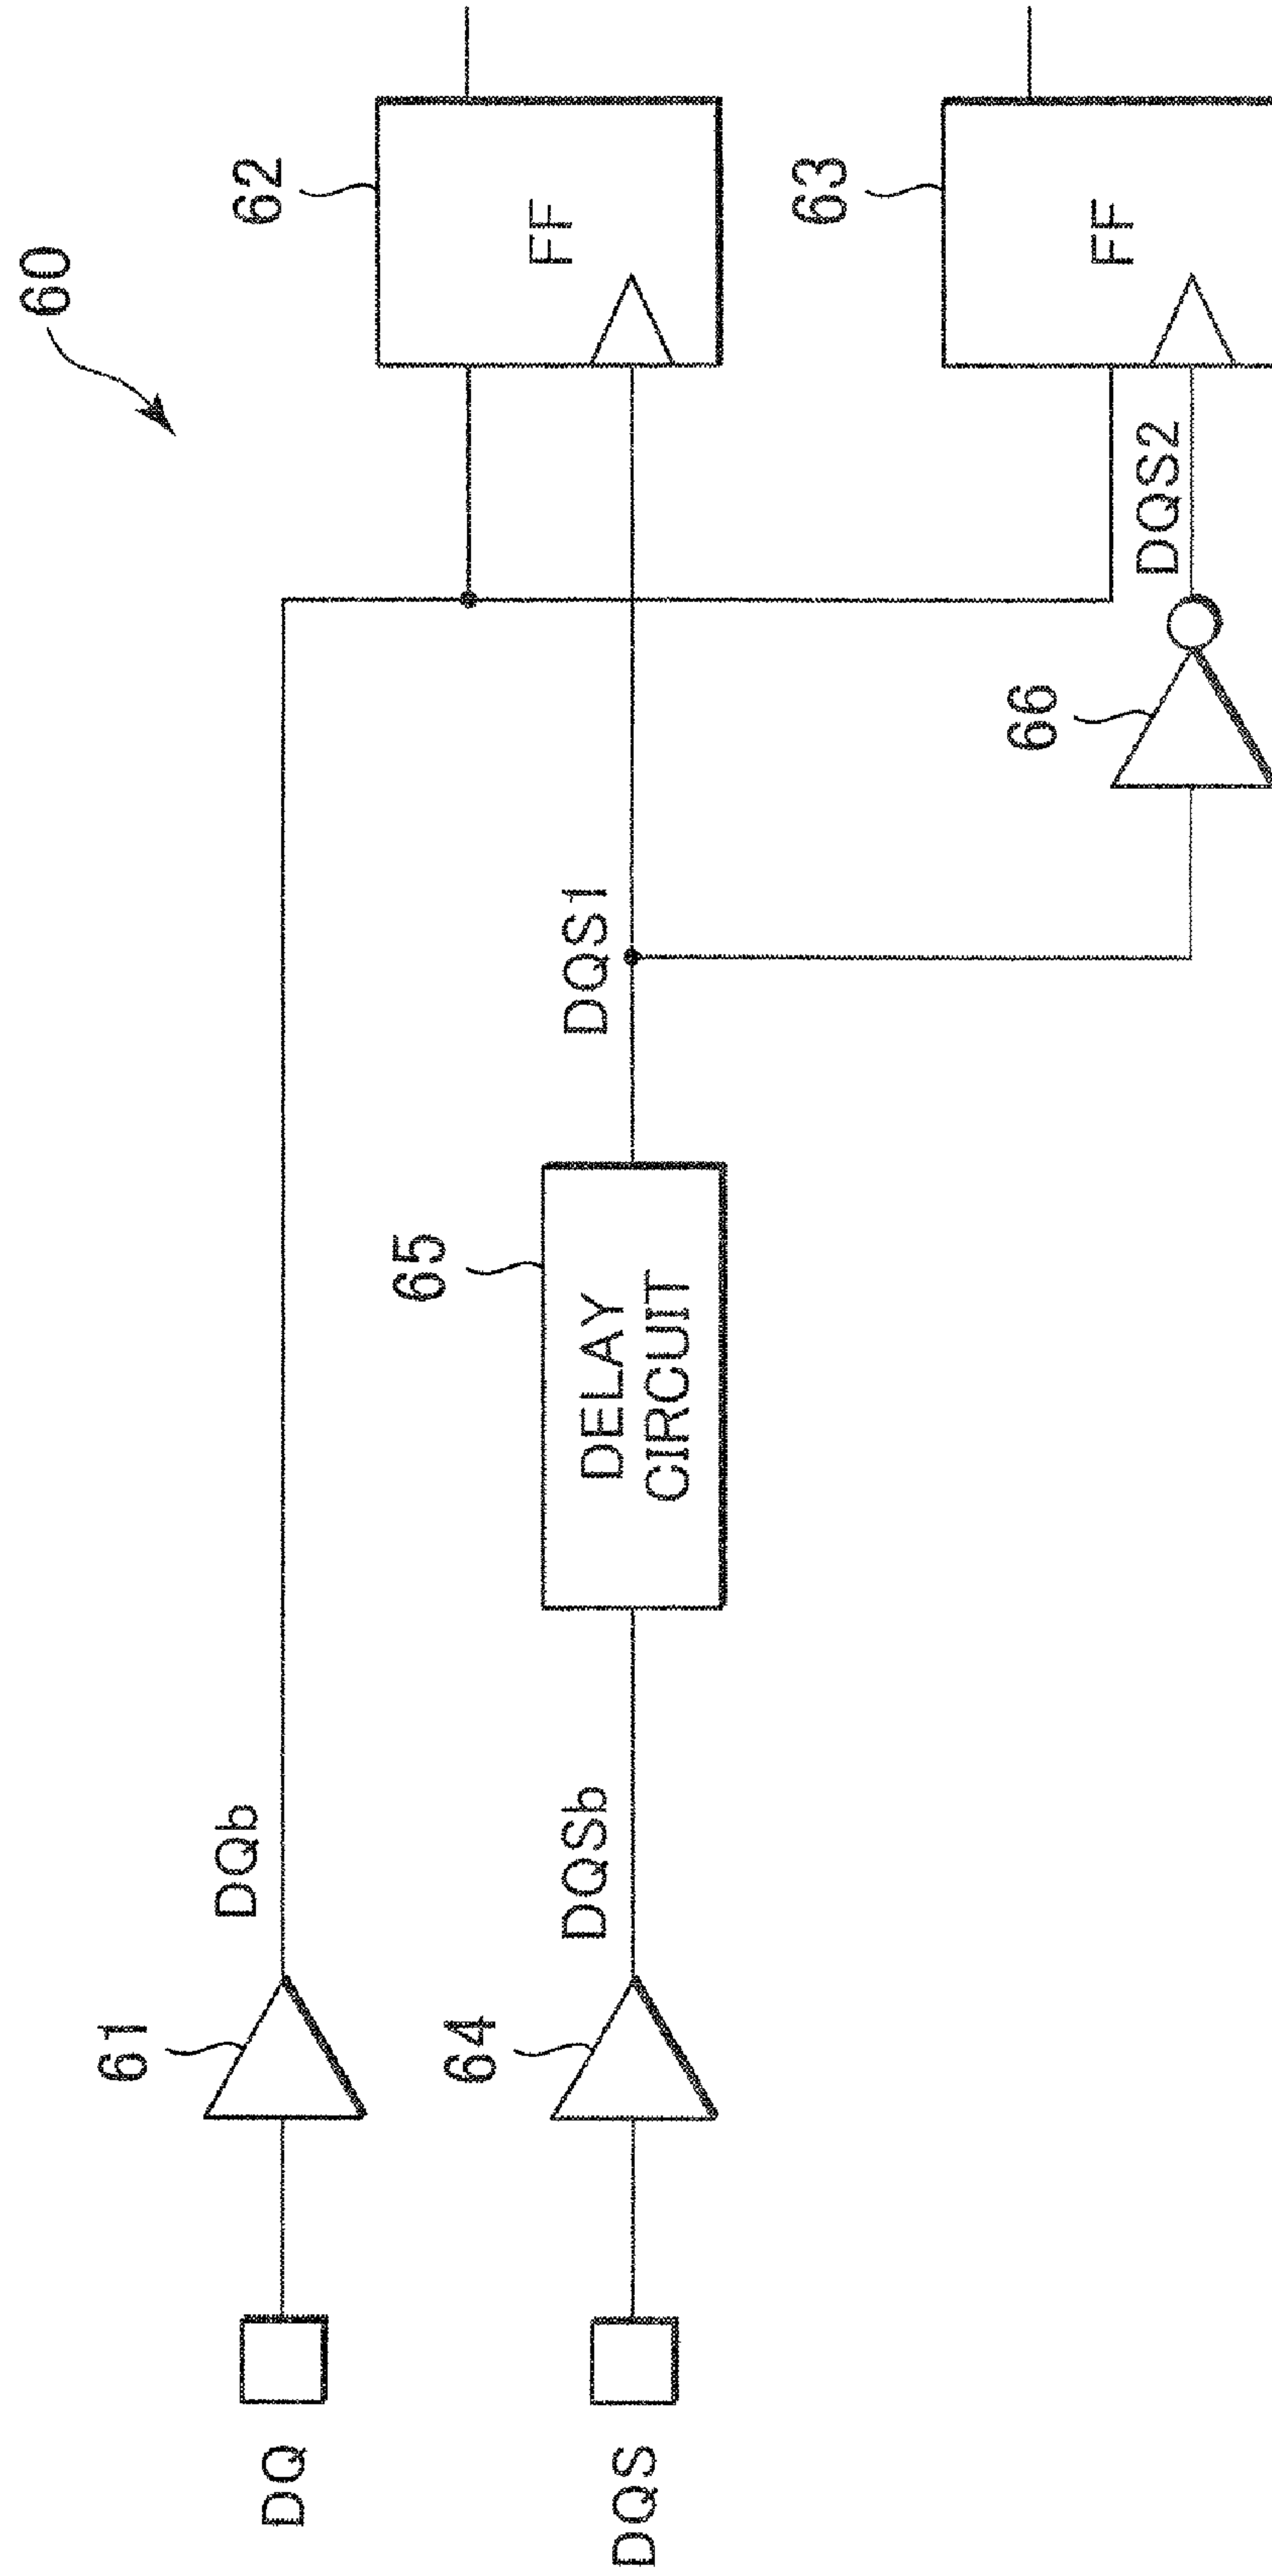 60
61
DQb
62
FF
DQ
65
DELAY
CIRCUIT
64
DQSb
DQS1
DQS
63
FF
66
DQS2